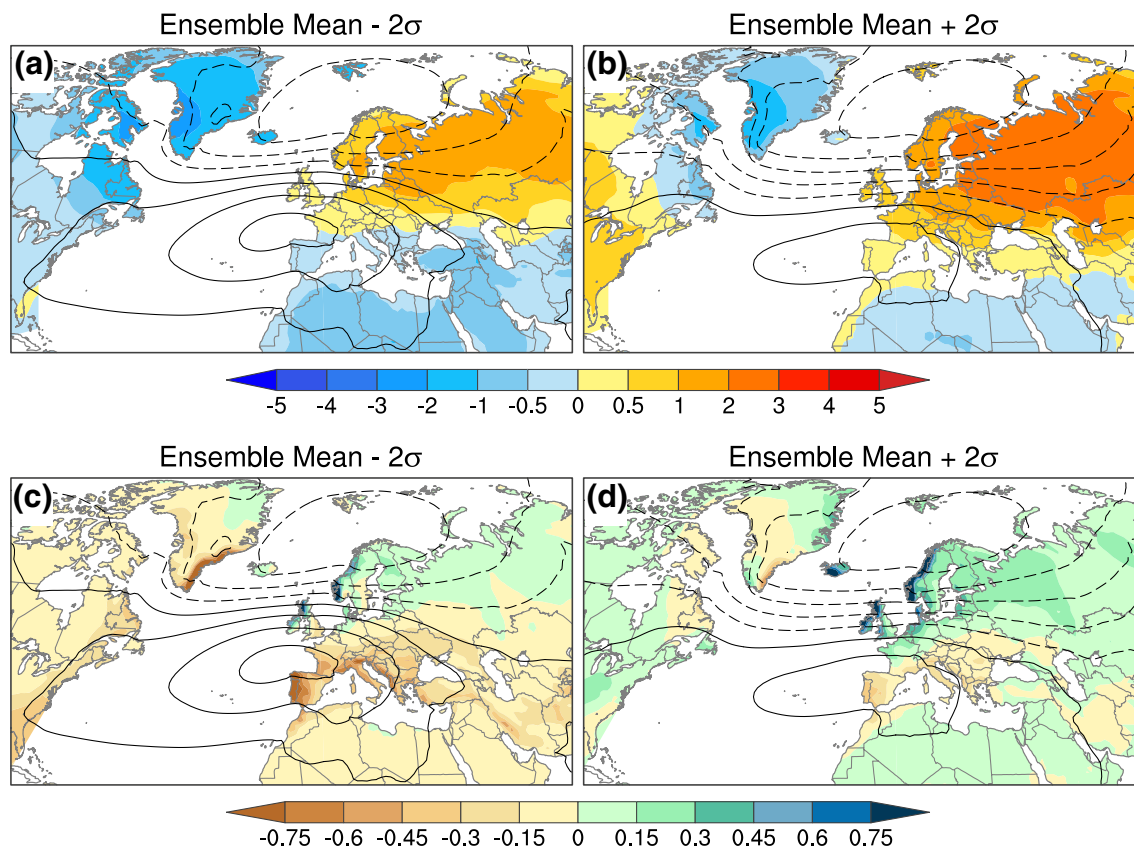 Ensemble Mean - 2σ
Ensemble Mean + 2σ
(a)
(b)
-5 -4 -3 -2 -1 -0.5 0 0.5 1 2 3 4 5
Ensemble Mean - 2σ
Ensemble Mean + 2σ
(c)
(d)
-0.75 -0.6 -0.45 -0.3 -0.15 0 0.15 0.3 0.45 0.6 0.75